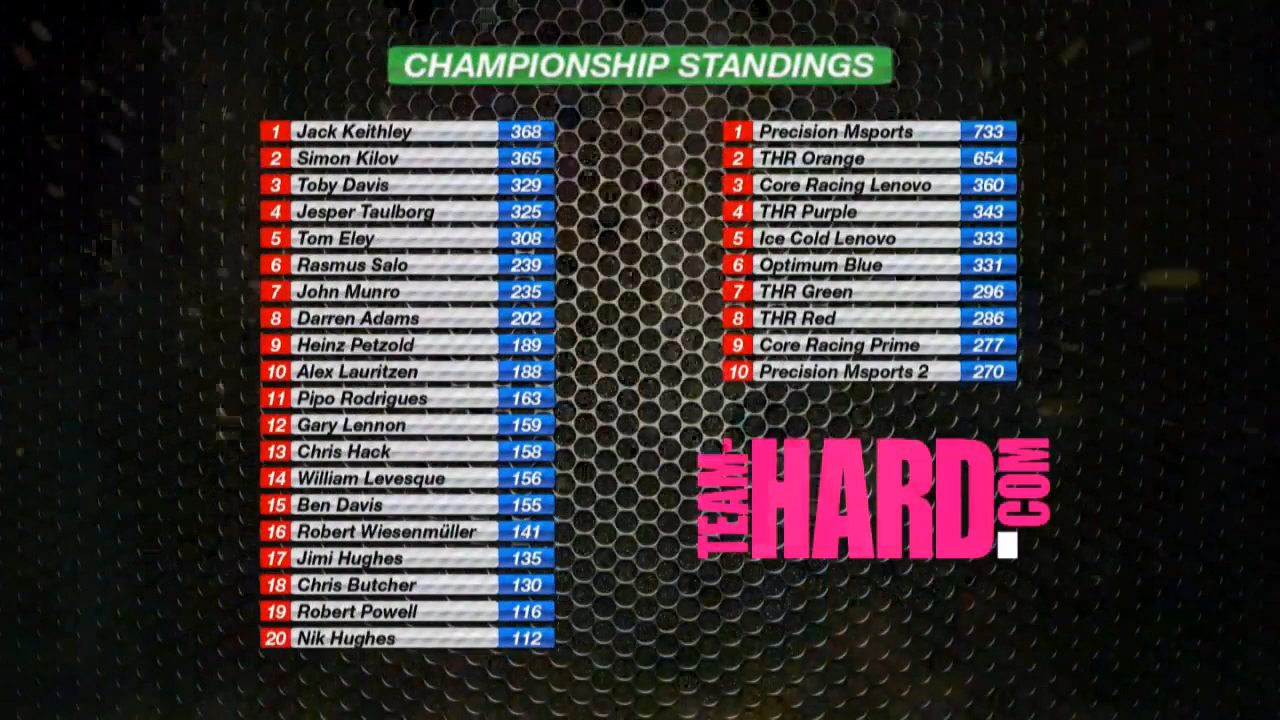 CHAMPIONSHIP STANDINGS
1 Jack Keithley 368
2 Simon Kilov 365
3 Toby Davis 329
4 Jesper Taulborg 325
5 Tom Eley 308
6 Rasmus Salo 239
7 John Munro 235
8 Darren Adams 202
9 Heinz Petzold 189
10 Alex Lauritzen 188
11 Pipo Rodrigues 163
12 Gary Lennon 159
13 Chris Hack 158
14 William Levesque 156
15 Ben Davis 155
16 Robert Wiesenmüller 141
17 Jimi Hughes 135
18 Chris Butcher 130
19 Robert Powell 116
20 Nik Hughes 112
1 Precision Msports 733
2 THR Orange 654
3 Core Racing Lenovo 360
4 THR Purple 343
5 Ice Cold Lenovo 333
6 Optimum Blue 331
7 THR Green 296
8 THR Red 286
9 Core Racing Prime 277
10 Precision Msports 2 270
TEAM HARD.COM